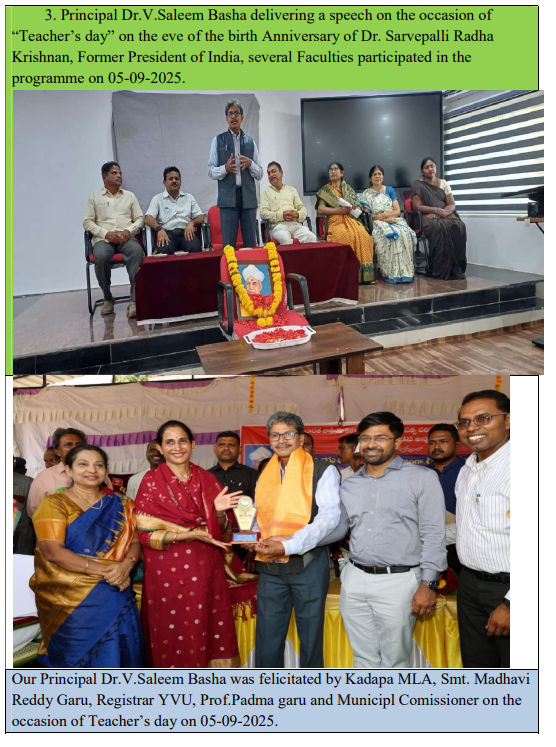 3. Principal Dr.V.Saleem Basha delivering a speech on the occasion of
“Teacher’s day” on the eve of the birth Anniversary of Dr. Sarvepalli Radha
Krishnan, Former President of India, several Faculties participated in the
programme on 05-09-2025.
Our Principal Dr.V.Saleem Basha was felicitated by Kadapa MLA, Smt. Madhavi
Reddy Garu, Registrar YVU, Prof.Padma garu and Municipl Comissioner on the
occasion of Teacher’s day on 05-09-2025.